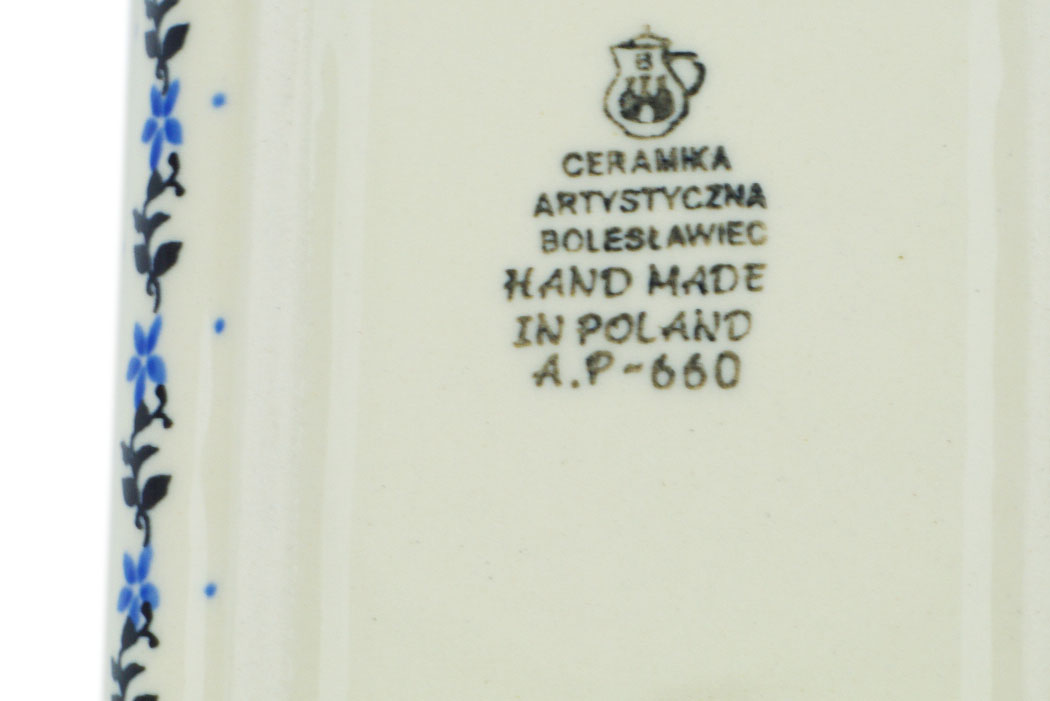 B
CERAMIKA
ARTYSTYCZNA
BOLESŁAWIEC
HAND MADE
IN POLAND
A.P-660